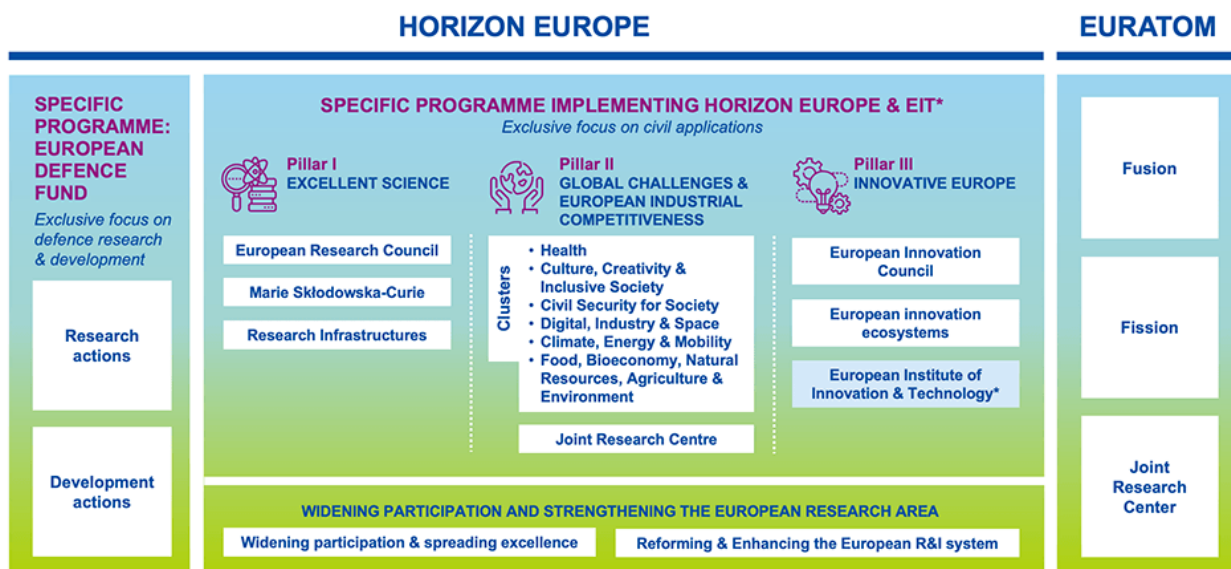 HORIZON EUROPE
EURATOM
SPECIFIC
PROGRAMME:
EUROPEAN
DEFENCE
FUND
Exclusive focus on
defence research
& development
Research
actions
Development
actions
SPECIFIC PROGRAMME IMPLEMENTING HORIZON EUROPE & EIT*
Exclusive focus on civil applications
Pillar I
EXCELLENT SCIENCE
European Research Council
Marie Skłodowska-Curie
Research Infrastructures
Pillar II
GLOBAL CHALLENGES &
EUROPEAN INDUSTRIAL
COMPETITIVENESS
Clusters
• Health
• Culture, Creativity &
Inclusive Society
• Civil Security for Society
• Digital, Industry & Space
• Climate, Energy & Mobility
• Food, Bioeconomy, Natural
Resources, Agriculture &
Environment
Joint Research Centre
Pillar III
INNOVATIVE EUROPE
European Innovation
Council
European innovation
ecosystems
European Institute of
Innovation & Technology*
WIDENING PARTICIPATION AND STRENGTHENING THE EUROPEAN RESEARCH AREA
Widening participation & spreading excellence
Reforming & Enhancing the European R&I system
Fusion
Fission
Joint
Research
Center